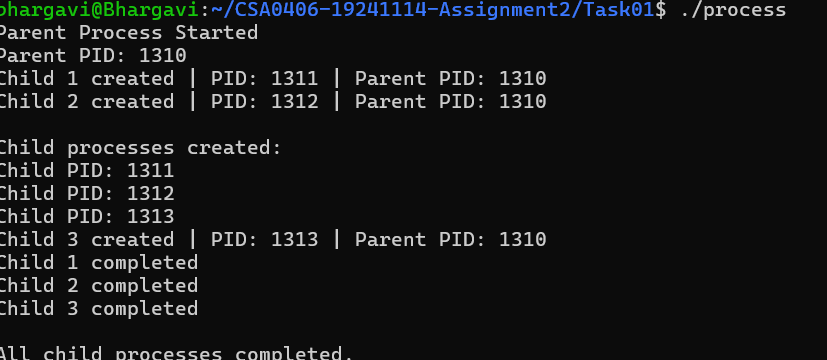 bhargavi@Bhargavi:~/CSA0406-19241114-Assignment2/Task01$ ./process
Parent Process Started
Parent PID: 1310
Child 1 created | PID: 1311 | Parent PID: 1310
Child 2 created | PID: 1312 | Parent PID: 1310

Child processes created:
Child PID: 1311
Child PID: 1312
Child PID: 1313
Child 3 created | PID: 1313 | Parent PID: 1310
Child 1 completed
Child 2 completed
Child 3 completed

All child processes completed.